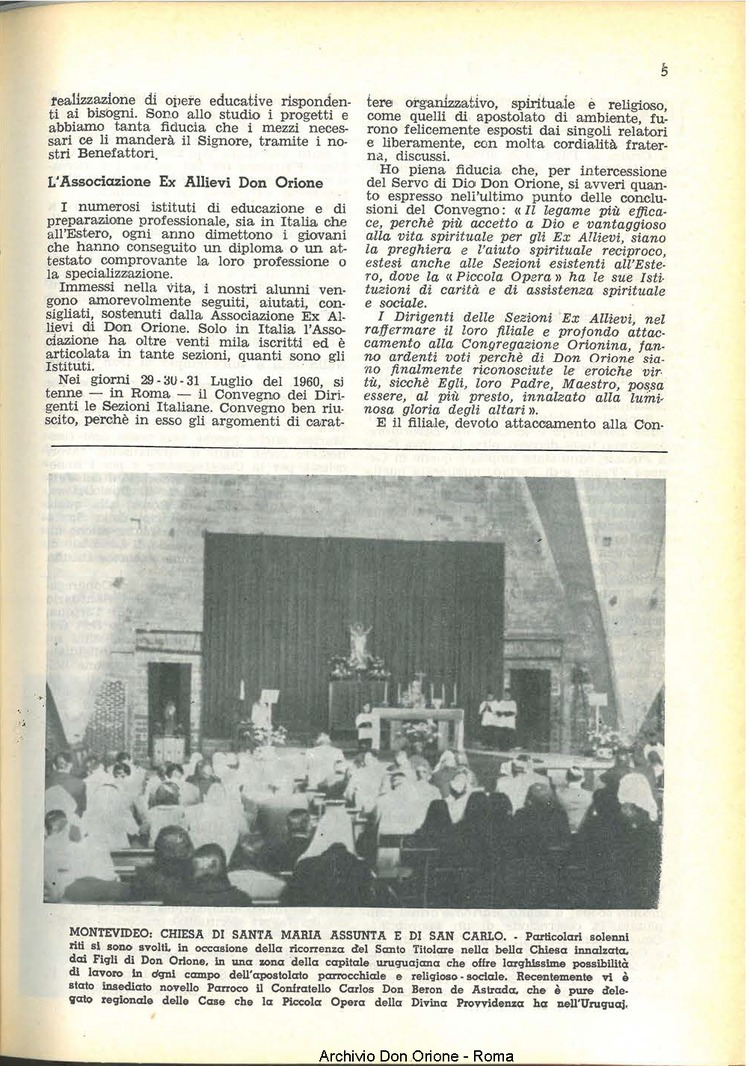 5
realizzazione di opere educative risponden-
ti ai bisogni. Sono allo studio i progetti e
abbiamo tanta fiducia che i mezzi neces-
sari ce li manderà il Signore, tramite i no-
stri Benefattori.
L'Associazione Ex Allievi Don Orione
I numerosi istituti di educazione e di
preparazione professionale, sia in Italia che
all'Estero, ogni anno dimettono i giovani
che hanno conseguito un diploma o un at-
testato comprovante la loro professione o
la specializzazione.
Immessi nella vita, i nostri alunni ven-
gono amorevolmente seguiti, aiutati, con-
sigliati, sostenuti dalla Associazione Ex Al-
lievi di Don Orione. Solo in Italia l'Asso-
ciazione ha oltre venti mila iscritti ed è
articolata in tante sezioni, quanti sono gli
Istituti.
Nei giorni 29-30-31 Luglio del 1960, si
tenne — in Roma — il Convegno dei Diri-
genti le Sezioni Italiane. Convegno ben riu-
scito, perchè in esso gli argomenti di carat-
tere organizzativo, spirituale e religioso,
come quelli di apostolato di ambiente, fu-
rono felicemente esposti dai singoli relatori
e liberamente, con molta cordialità frater-
na, discussi.
Ho piena fiducia che, per intercessione
del Servo di Dio Don Orione, si avveri quan-
to espresso nell'ultimo punto delle conclu-
sioni del Convegno: « Il legame più effica-
ce, perchè più accetto a Dio e vantaggioso
alla vita spirituale per gli Ex Allievi, siano
la preghiera e l'aiuto spirituale reciproco,
estesi anche alle Sezioni esistenti all'Este-
ro, dove la « Piccola Opera » ha le sue Isti-
tuzioni di carità e di assistenza spirituale
e sociale.
I Dirigenti delle Sezioni Ex Allievi, nel
raffermare il loro filiale e profondo attac-
camento alla Congregazione Orionina, fan-
no ardenti voti perchè di Don Orione sia-
no finalmente riconosciute le eroiche vir-
tù, sicchè Egli, loro Padre, Maestro, possa
essere, al più presto, innalzato alla lumi-
nosa gloria degli altari ».
E il filiale, devoto attaccamento alla Con-
MONTEVIDEO: CHIESA DI SANTA MARIA ASSUNTA E DI SAN CARLO. - Particolari solenni
riti si sono svolti, in occasione della ricorrenza del Santo Titolare nella bella Chiesa innalzata,
dai Figli di Don Orione, in una zona della capitale uruguajana che offre larghissime possibilità
di lavoro in ogni campo dell'apostolato parrocchiale e religioso-sociale. Recentemente vi è
stato insediato novello Parroco il Confratello Carlos Don Beron de Astrada, che è pure dele-
gato regionale delle Case che la Piccola Opera della Divina Provvidenza ha nell'Uruguaj.
Archivio Don Orione - Roma